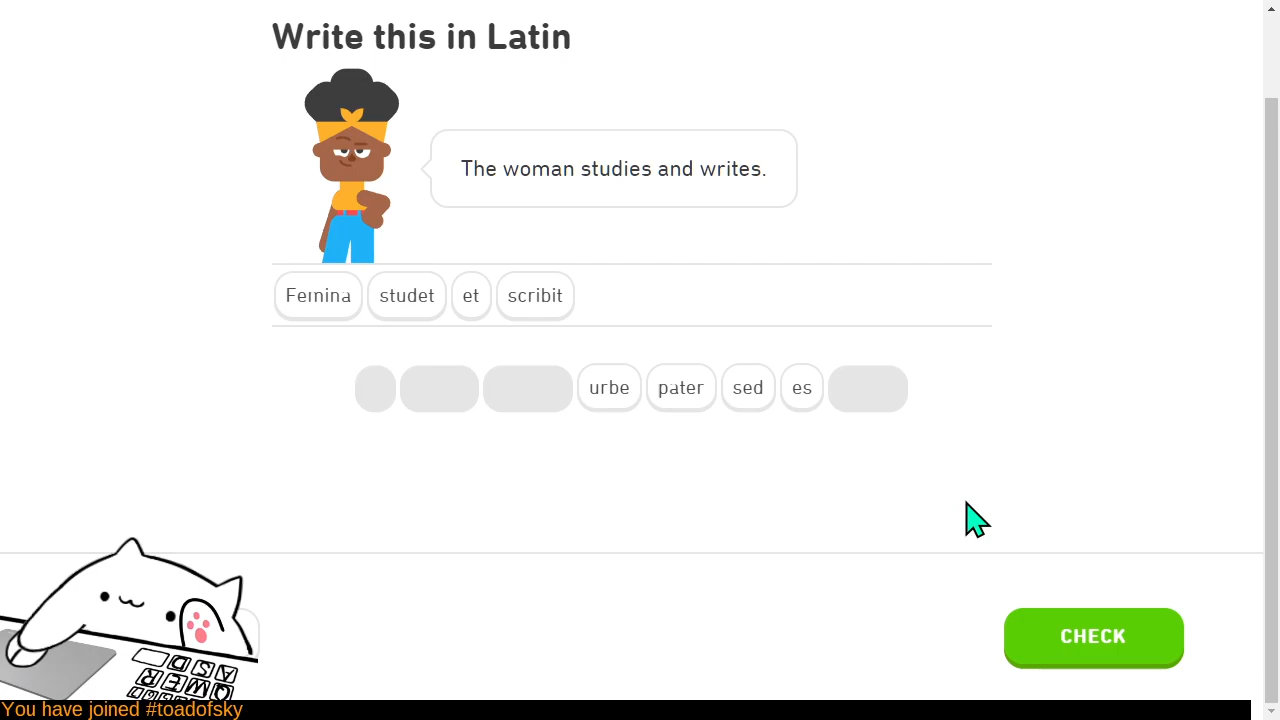 Write this in Latin
The woman studies and writes.
Femina studet et scribit
urbe pater sed es
CHECK
You have joined #toadofsky